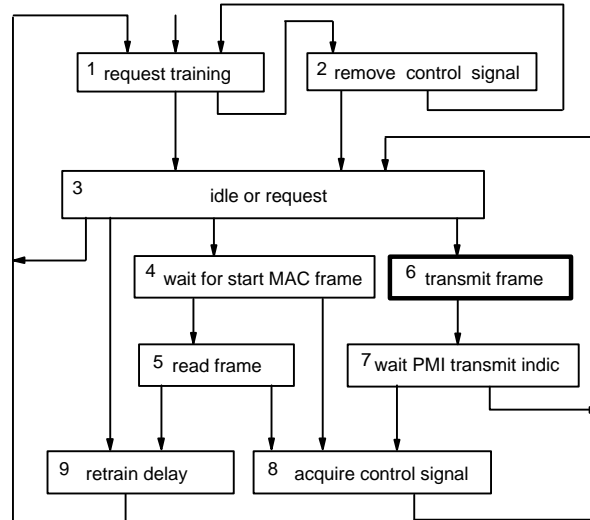 1 request training
2 remove control signal
3 idle or request
4 wait for start MAC frame
6 transmit frame
5 read frame
7 wait PMI transmit indic
9 retrain delay
8 acquire control signal